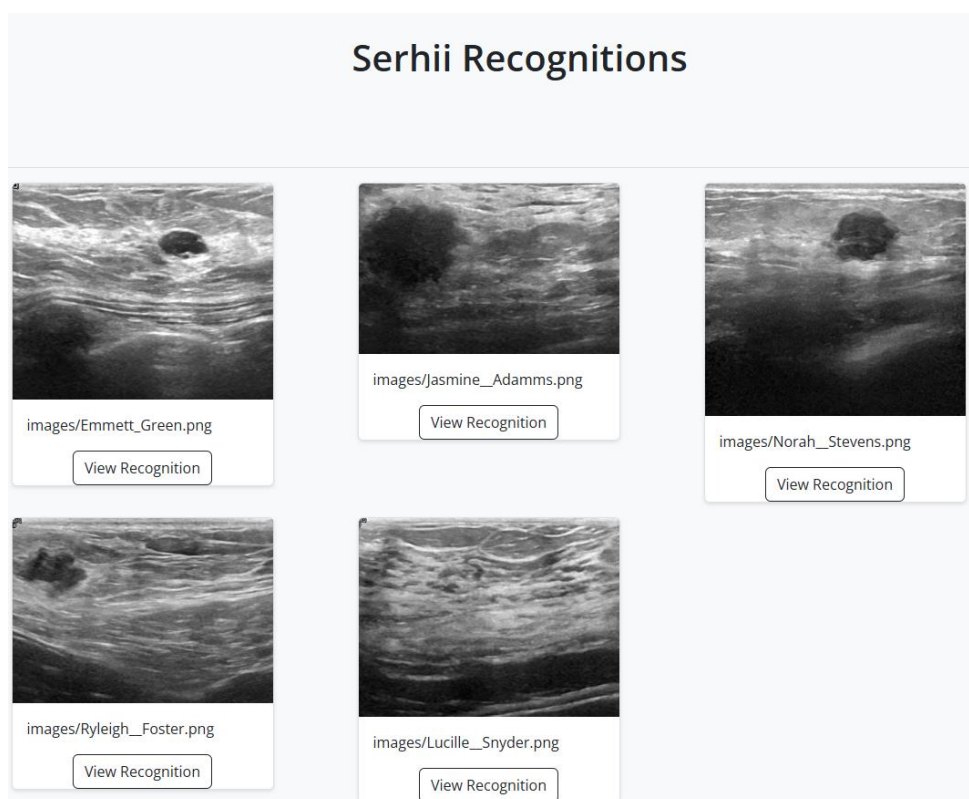 Serhii Recognitions
images/Emmett_Green.png
View Recognition
images/Jasmine__Adamms.png
View Recognition
images/Norah__Stevens.png
View Recognition
images/Ryleigh__Foster.png
View Recognition
images/Lucille__Snyder.png
View Recognition